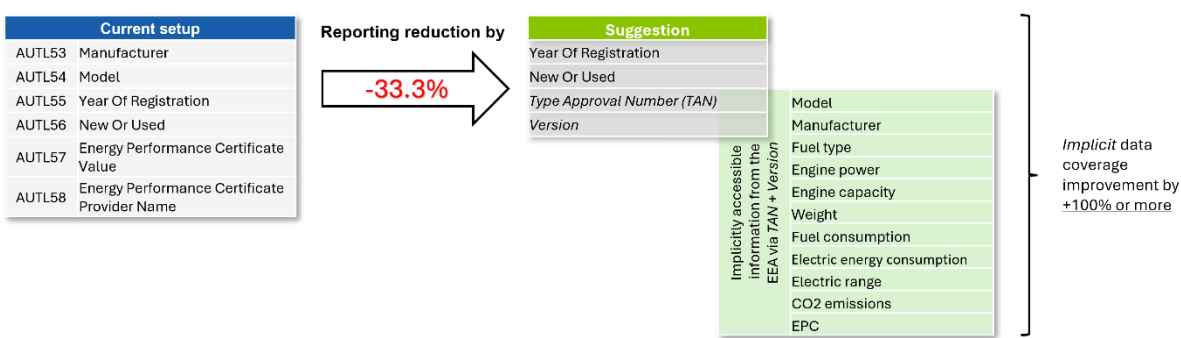 Current setup
AUTL53 Manufacturer
AUTL54 Model
AUTL55 Year Of Registration
AUTL56 New Or Used
AUTL57 Energy Performance Certificate
Value
AUTL58 Energy Performance Certificate
Provider Name
Reporting reduction by
-33.3%
Suggestion
Year Of Registration
New Or Used
Type Approval Number (TAN)
Version
Implicitly accessible
information from the
EEA via TAN + Version
Model
Manufacturer
Fuel type
Engine power
Engine capacity
Weight
Fuel consumption
Electric energy consumption
Electric range
CO2 emissions
EPC
Implicit data
coverage
improvement by
+100% or more